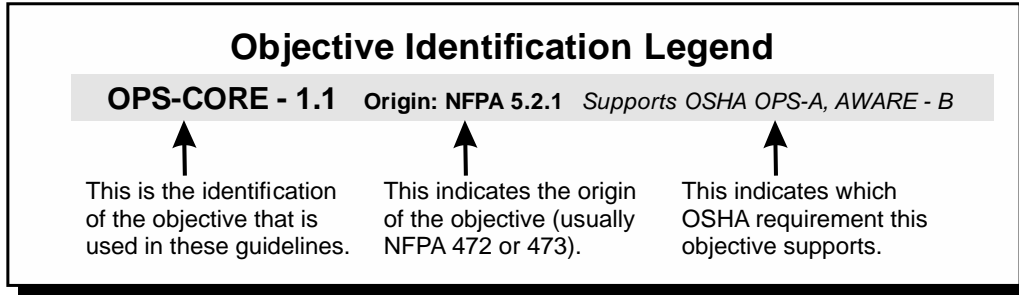 Objective Identification Legend
OPS-CORE - 1.1 Origin: NFPA 5.2.1 Supports OSHA OPS-A, AWARE - B
This is the identification
of the objective that is
used in these guidelines.
This indicates the origin
of the objective (usually
NFPA 472 or 473).
This indicates which
OSHA requirement this
objective supports.